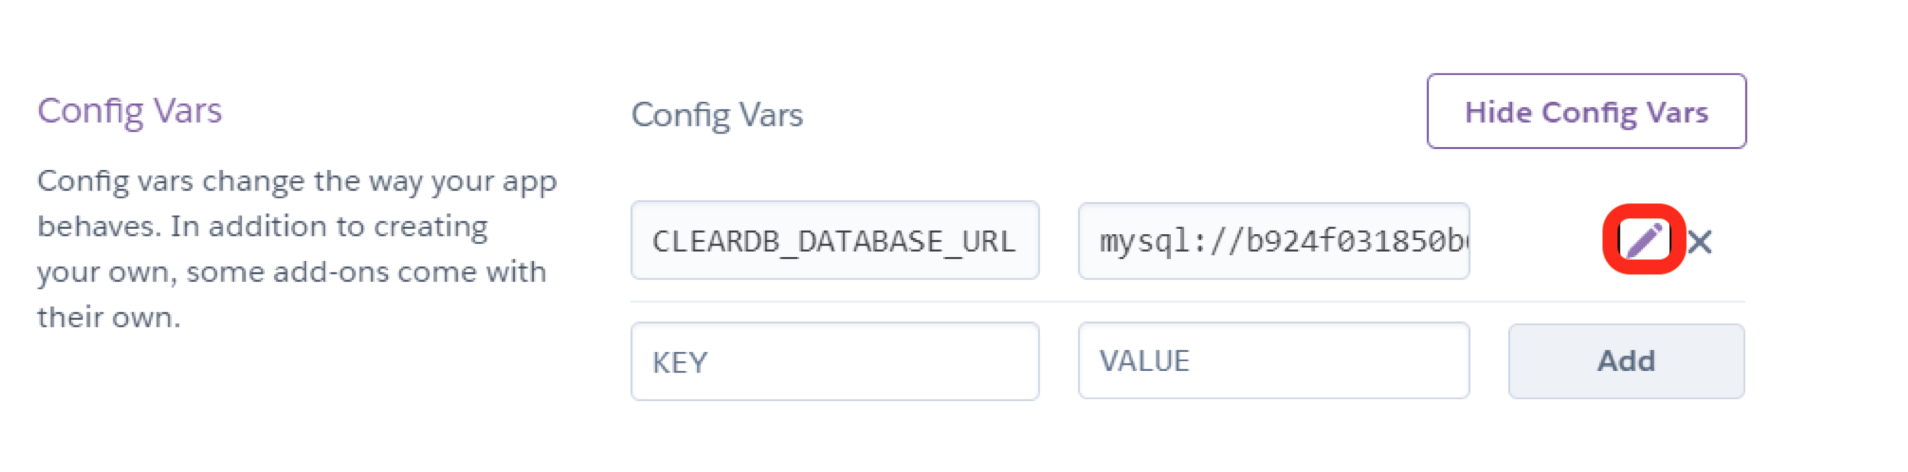 Config Vars
Config vars change the way your app
behaves. In addition to creating
your own, some add-ons come with
their own.
Config Vars
Hide Config Vars
CLEARDB_DATABASE_URL
mysql://b924f031850b
KEY
VALUE
Add